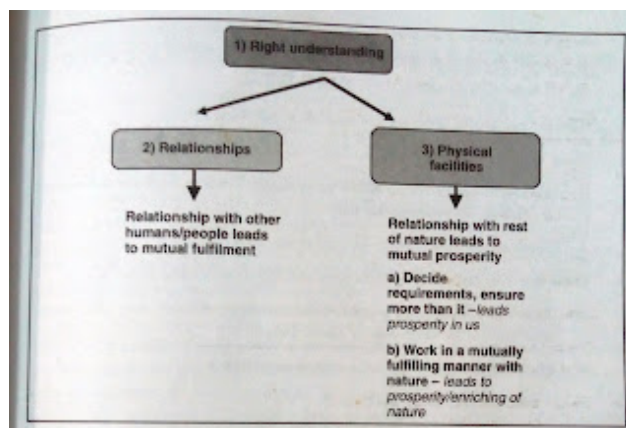 1) Right understanding
2) Relationships
3) Physical
facilities
Relationship with other
humans/people leads
to mutual fulfilment
Relationship with rest
of nature leads to
mutual prosperity
a) Decide
requirements, ensure
more than it –leads
prosperity in us
b) Work in a mutually
fulfilling manner with
nature – leads to
prosperity/enriching of
nature